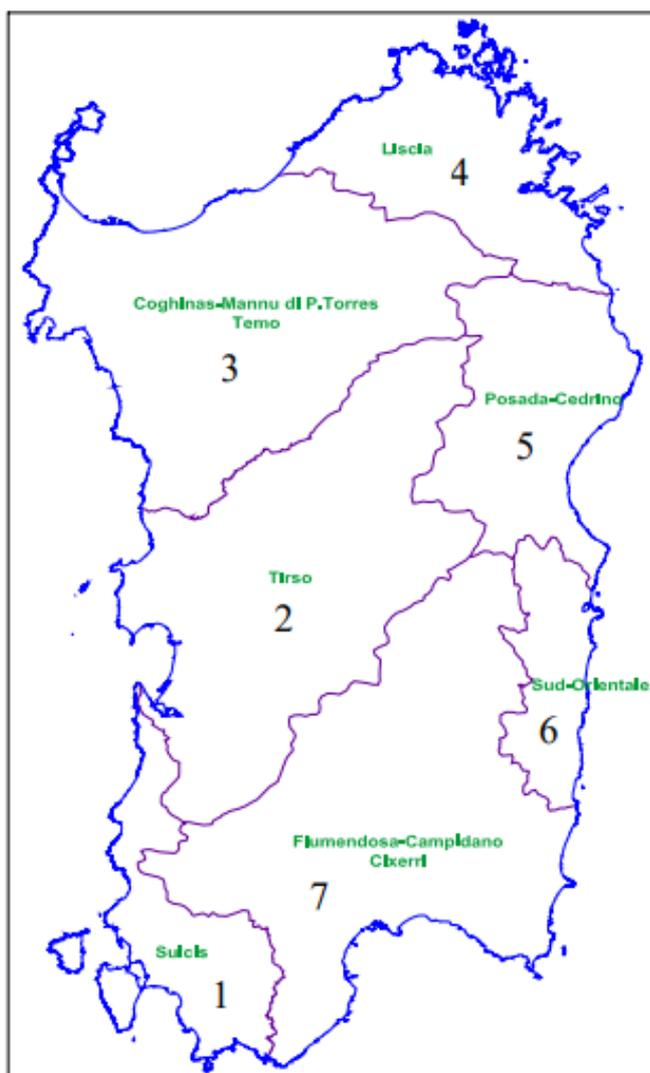 Liscia
4
Coghinas-Mannu di P.Torres
Temo
3
Posada-Cedrino
5
Tirso
2
Sud-Orientale
6
Flumendosa-Campidano
Cixerri
7
Sulcis
1